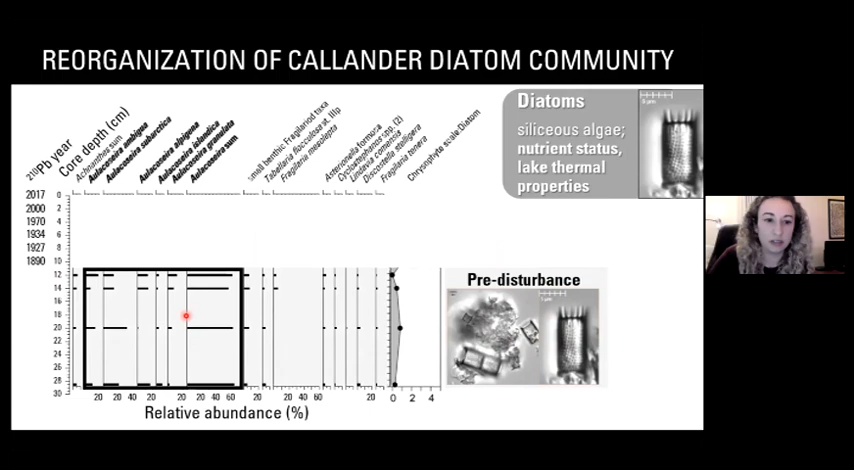 REORGANIZATION OF CALLANDER DIATOM COMMUNITY
Diatoms
siliceous algae;
nutrient status,
lake thermal
properties
²¹⁰Pb year
Core depth (cm)
Achnanthes sum
Aulacoseira ambigua
Aulacoseira subarctica
Aulacoseira alpigena
Aulacoseira islandica
Aulacoseira granulata
Aulacoseira sum
small benthic Fragilariod taxa
Tabellaria flocculosa st. IIIp
Fragilaria mesolepta
Asterionella formosa
Cyclostephanos spp. (2)
Lindavia comensis
Discostella stelligera
Fragilaria tenera
Chrysophyte scale:Diatom
2017 0
2000 2
1970 4
1934 6
1927 8
1890 10
12
14
16
18
20
22
24
26
28
30
Pre-disturbance
20 20 40 20 20 20 40 60 20 20 0 2 4
Relative abundance (%)